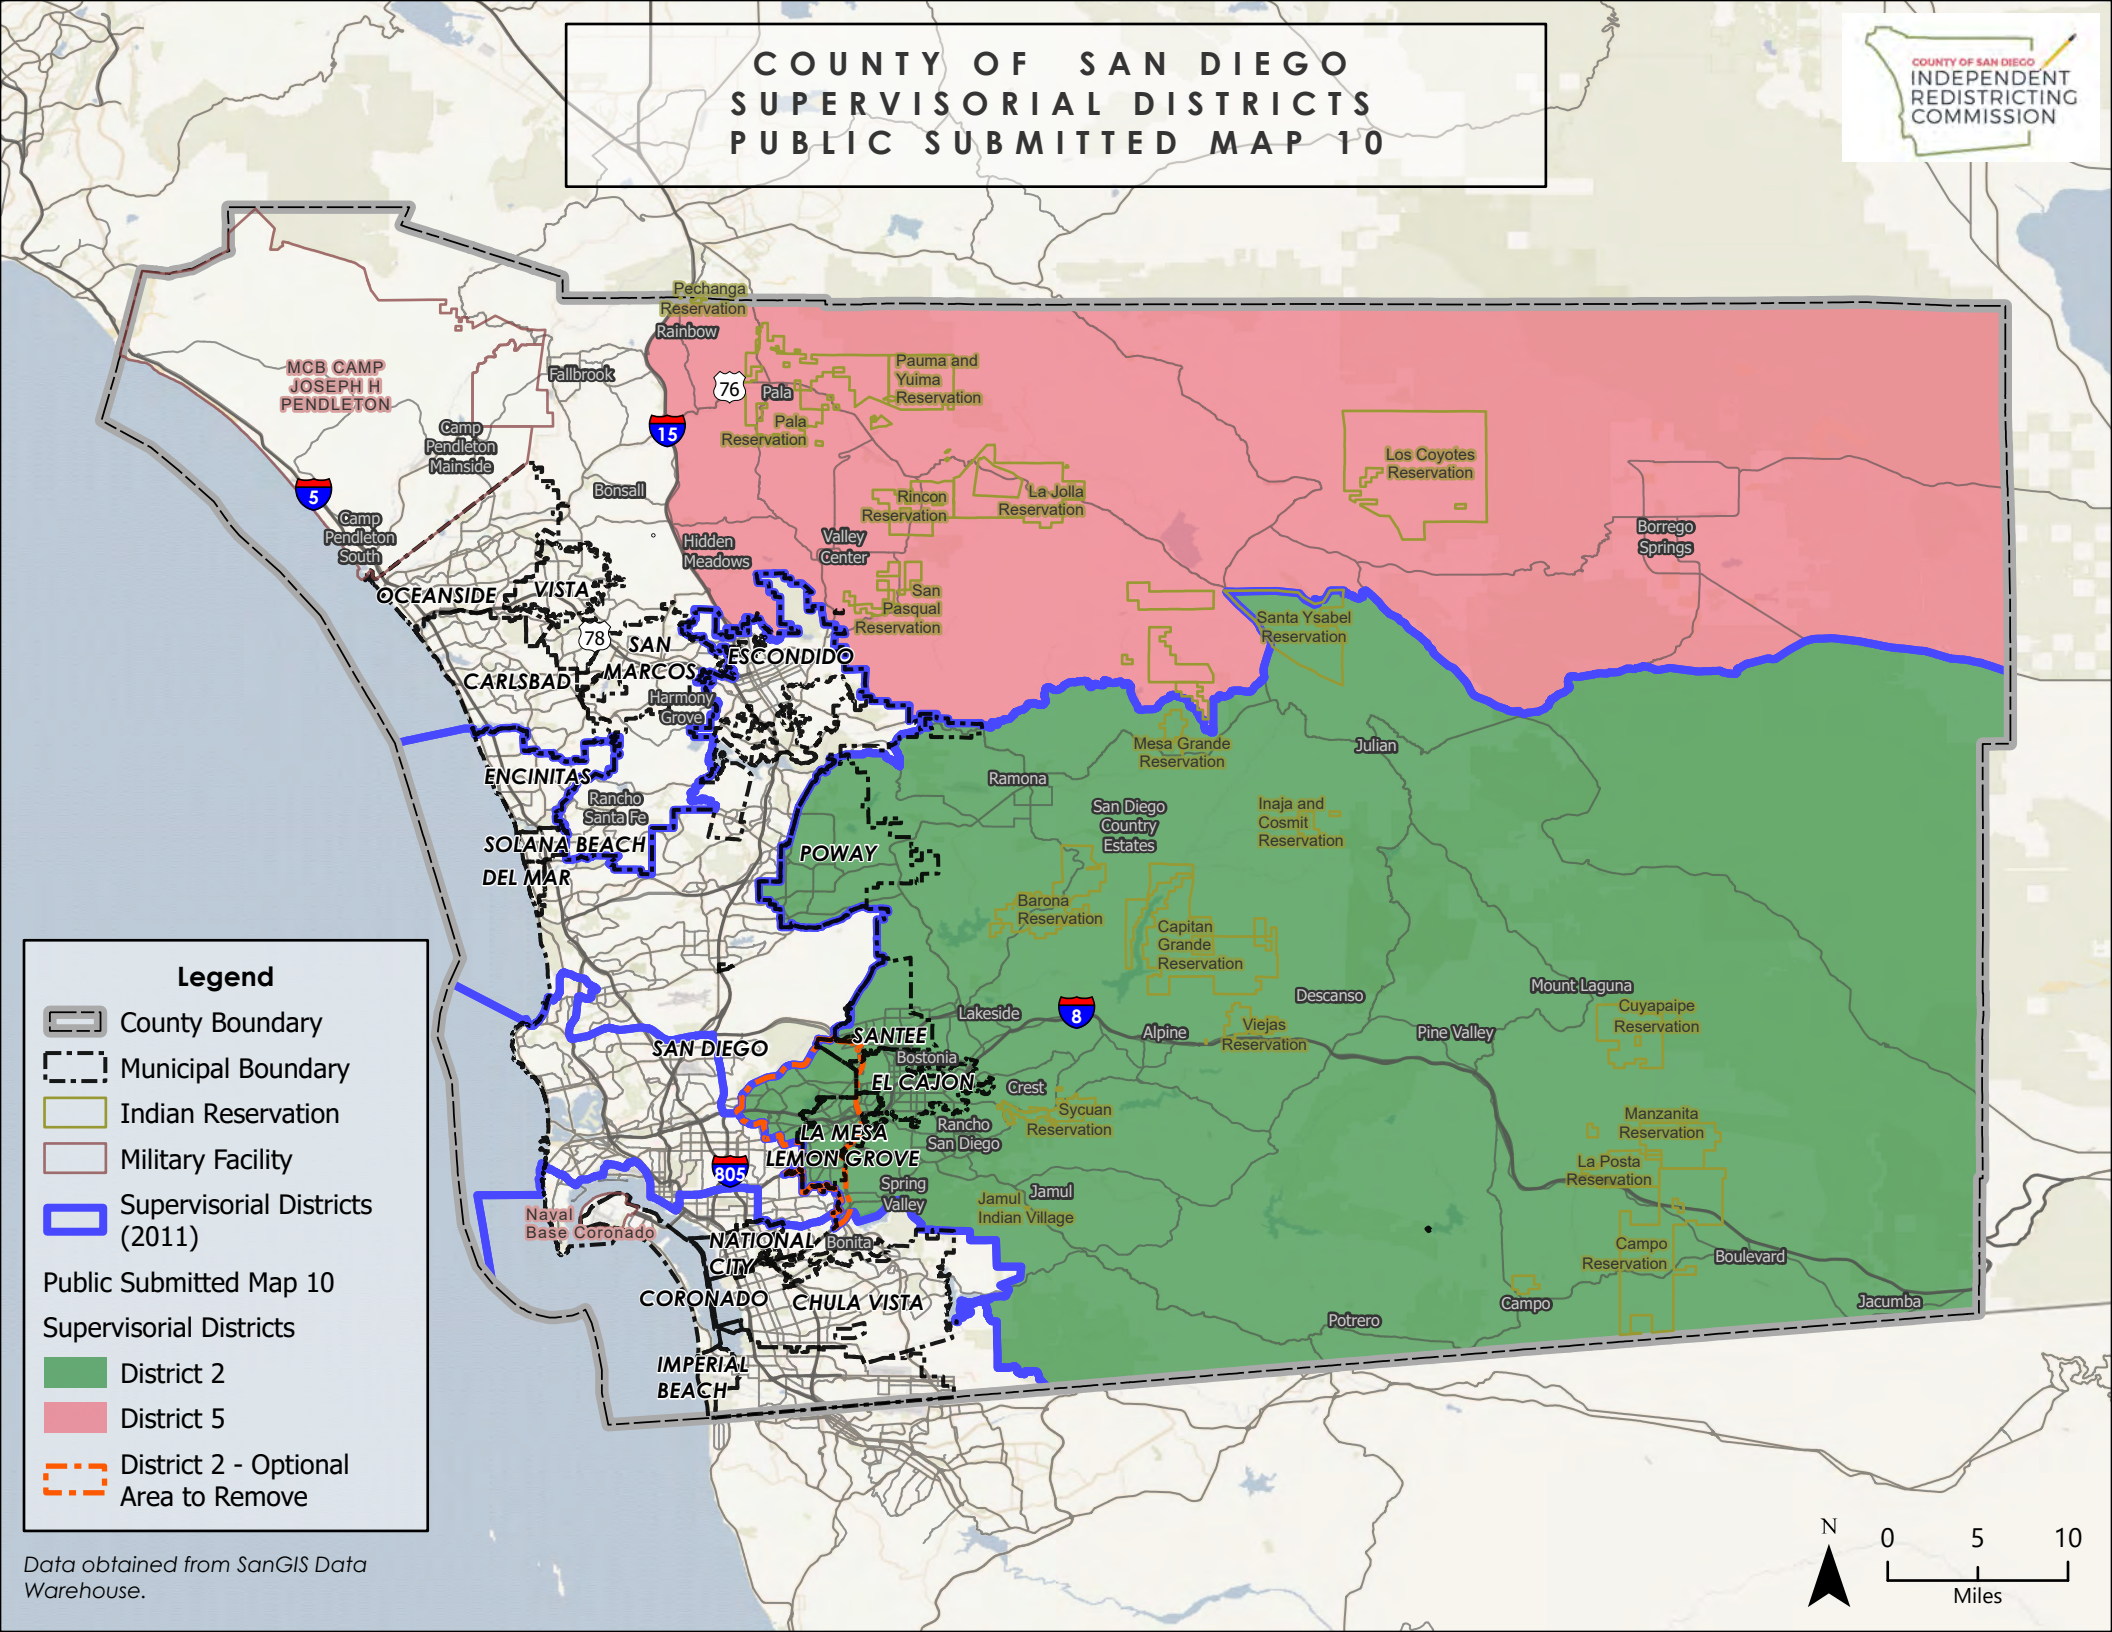 COUNTY OF SAN DIEGO
SUPERVISORIAL DISTRICTS
PUBLIC SUBMITTED MAP 10
COUNTY OF SAN DIEGO
INDEPENDENT
REDISTRICTING
COMMISSION
Pechanga
Reservation
Rainbow
MCB CAMP
JOSEPH H
PENDLETON
Fallbrook
76
Pala
Pauma and
Yuima
Reservation
Pala
Reservation
15
Camp
Pendleton
Mainside
Los Coyotes
Reservation
5
Bonsall
Rincon
Reservation
La Jolla
Reservation
Camp
Pendleton
South
Hidden
Meadows
Valley
Center
Borrego
Springs
OCEANSIDE
VISTA
San
Pasqual
Reservation
Santa Ysabel
Reservation
78
SAN
MARCOS
ESCONDIDO
CARLSBAD
Harmony
Grove
Mesa Grande
Reservation
Julian
ENCINITAS
Rancho
Santa Fe
Ramona
San Diego
Country
Estates
Inaja and
Cosmit
Reservation
SOLANA BEACH
DEL MAR
POWAY
Barona
Reservation
Capitan
Grande
Reservation
Legend
County Boundary
Municipal Boundary
Indian Reservation
Military Facility
Supervisorial Districts
(2011)
Public Submitted Map 10
Supervisorial Districts
District 2
District 5
District 2 - Optional
Area to Remove
Descanso
Mount Laguna
Cuyapaipe
Reservation
Lakeside
8
Alpine
Viejas
Reservation
Pine Valley
SAN DIEGO
SANTEE
Bostonia
EL CAJON
Crest
Sycuan
Reservation
Manzanita
Reservation
LA MESA
Rancho
San Diego
LEMON GROVE
805
La Posta
Reservation
Spring
Valley
Jamul
Indian Village
Jamul
Naval
Base Coronado
NATIONAL
CITY
Bonita
Campo
Reservation
Boulevard
CORONADO
CHULA VISTA
Campo
Jacumba
Potrero
IMPERIAL
BEACH
Data obtained from SanGIS Data
Warehouse.
N
0 5 10
Miles